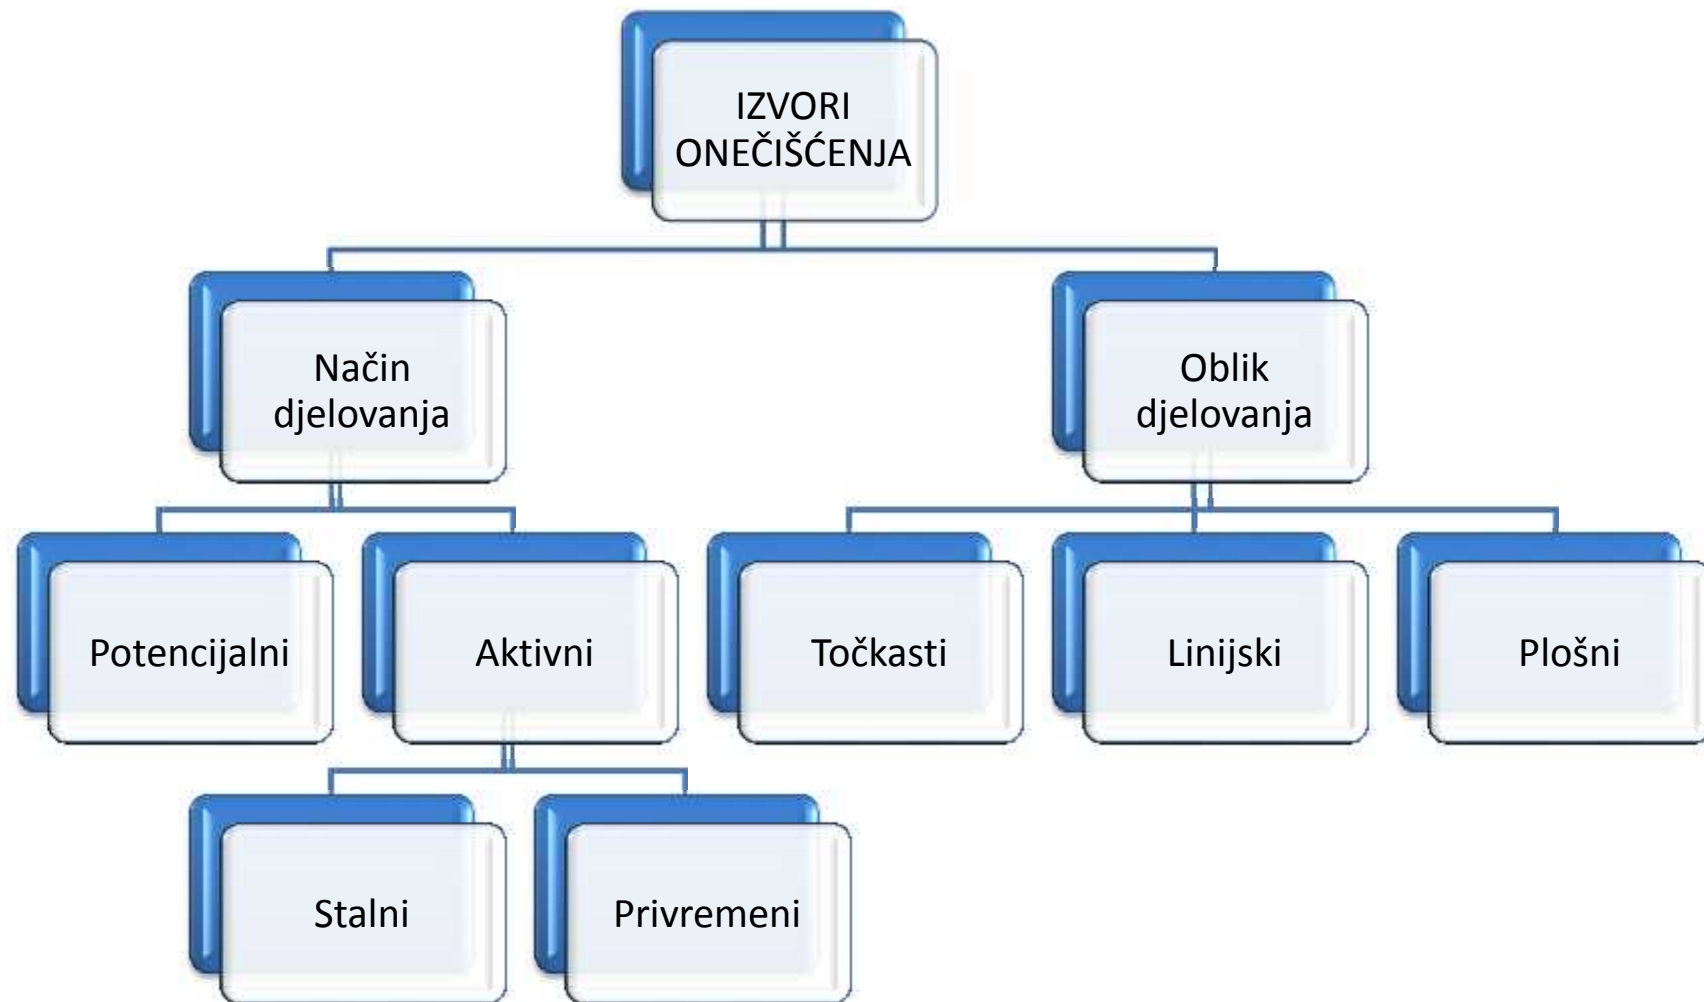 IZVORI
ONEČIŠĆENJA
Način
djelovanja
Oblik
djelovanja
Potencijalni
Aktivni
Točkasti
Linijski
Plošni
Stalni
Privremeni